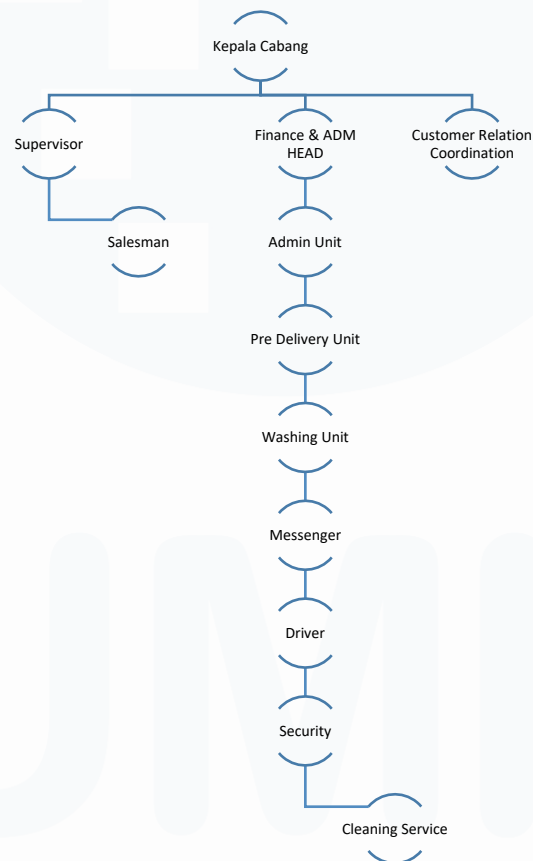 Kepala Cabang
Supervisor
Finance & ADM
HEAD
Customer Relation
Coordination
Salesman
Admin Unit
Pre Delivery Unit
Washing Unit
Messenger
Driver
Security
Cleaning Service
UM